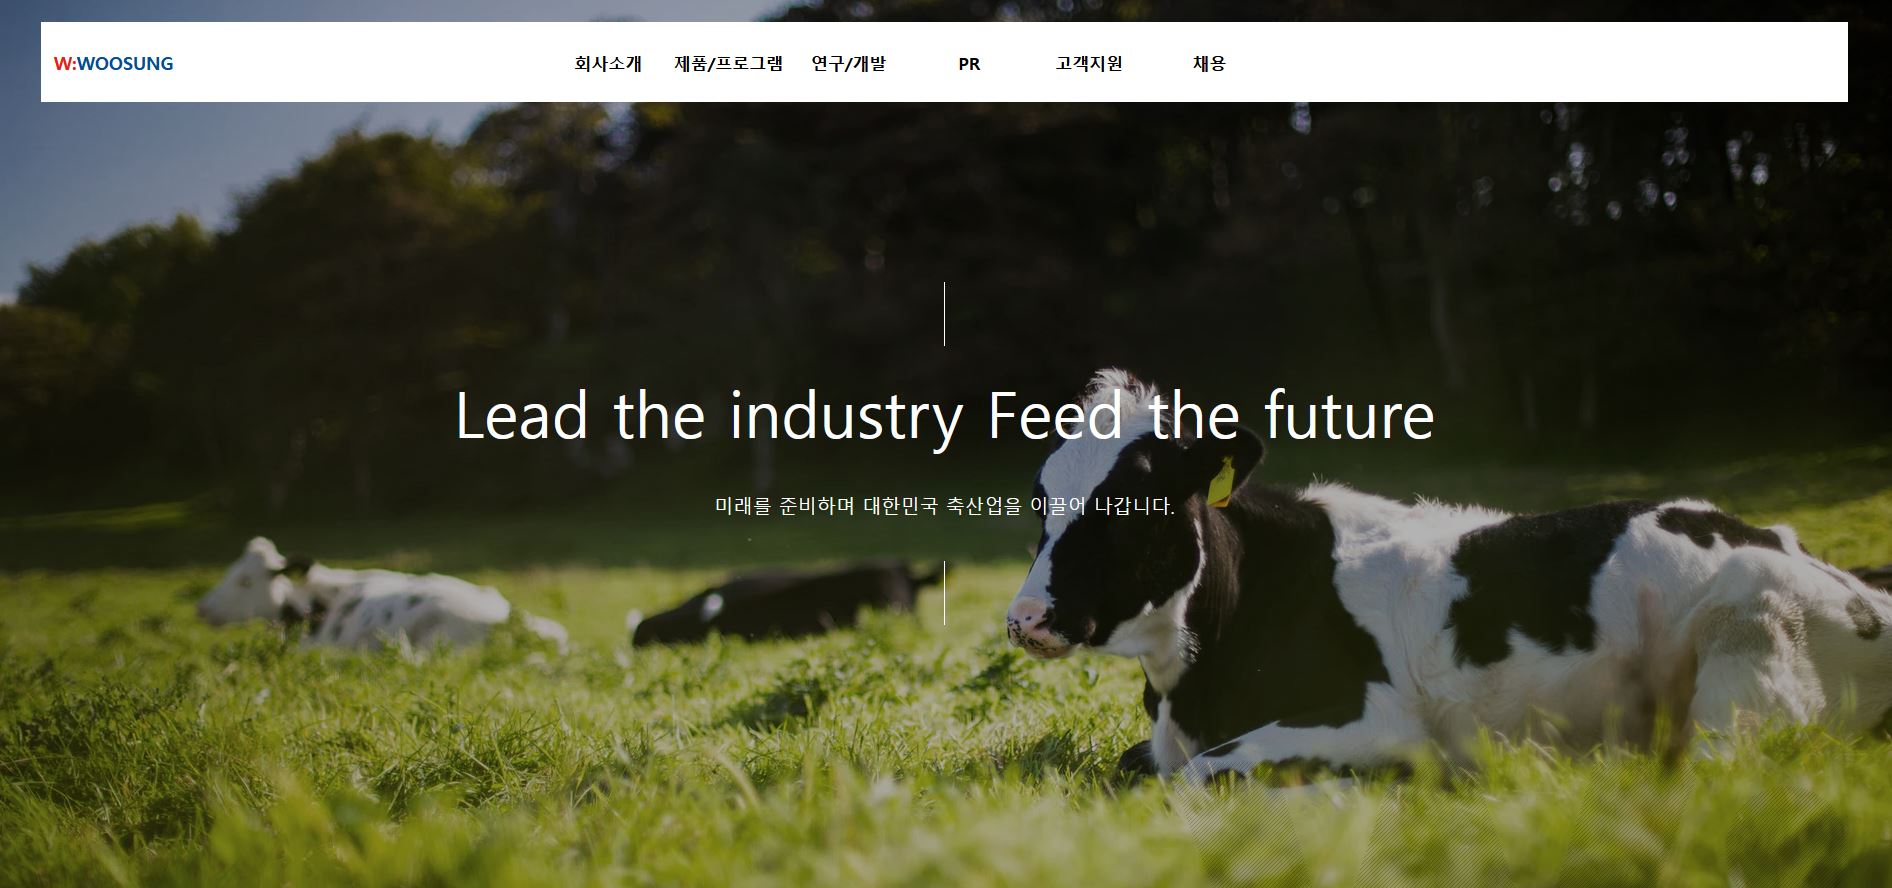 W:WOOSUNG
회사소개 제품/프로그램 연구/개발 PR 고객지원 채용
Lead the industry Feed the future
미래를 준비하며 대한민국 축산업을 이끌어 나갑니다.